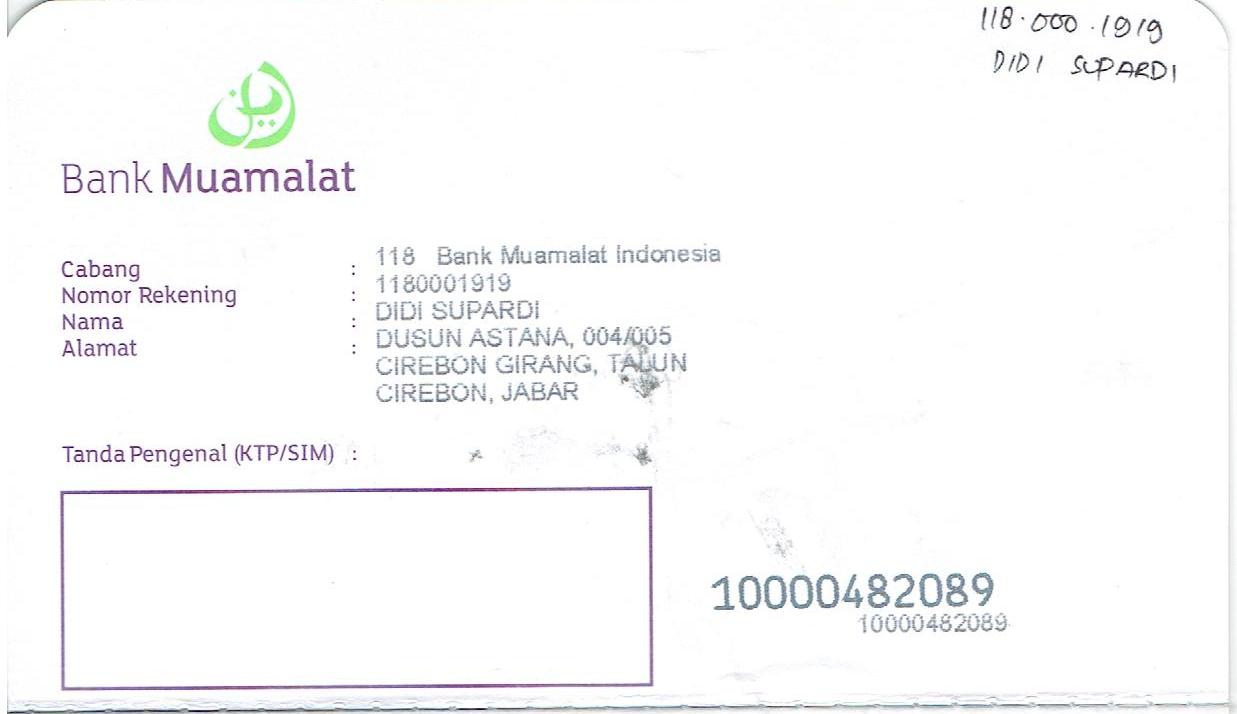 118.000.1919
DIDI SUPARDI
Bank Muamalat
Cabang : 118 Bank Muamalat Indonesia
Nomor Rekening : 1180001919
Nama : DIDI SUPARDI
Alamat : DUSUN ASTANA, 004/005
CIREBON GIRANG, TALUN
CIREBON, JABAR
Tanda Pengenal (KTP/SIM) :
10000482089
10000482089